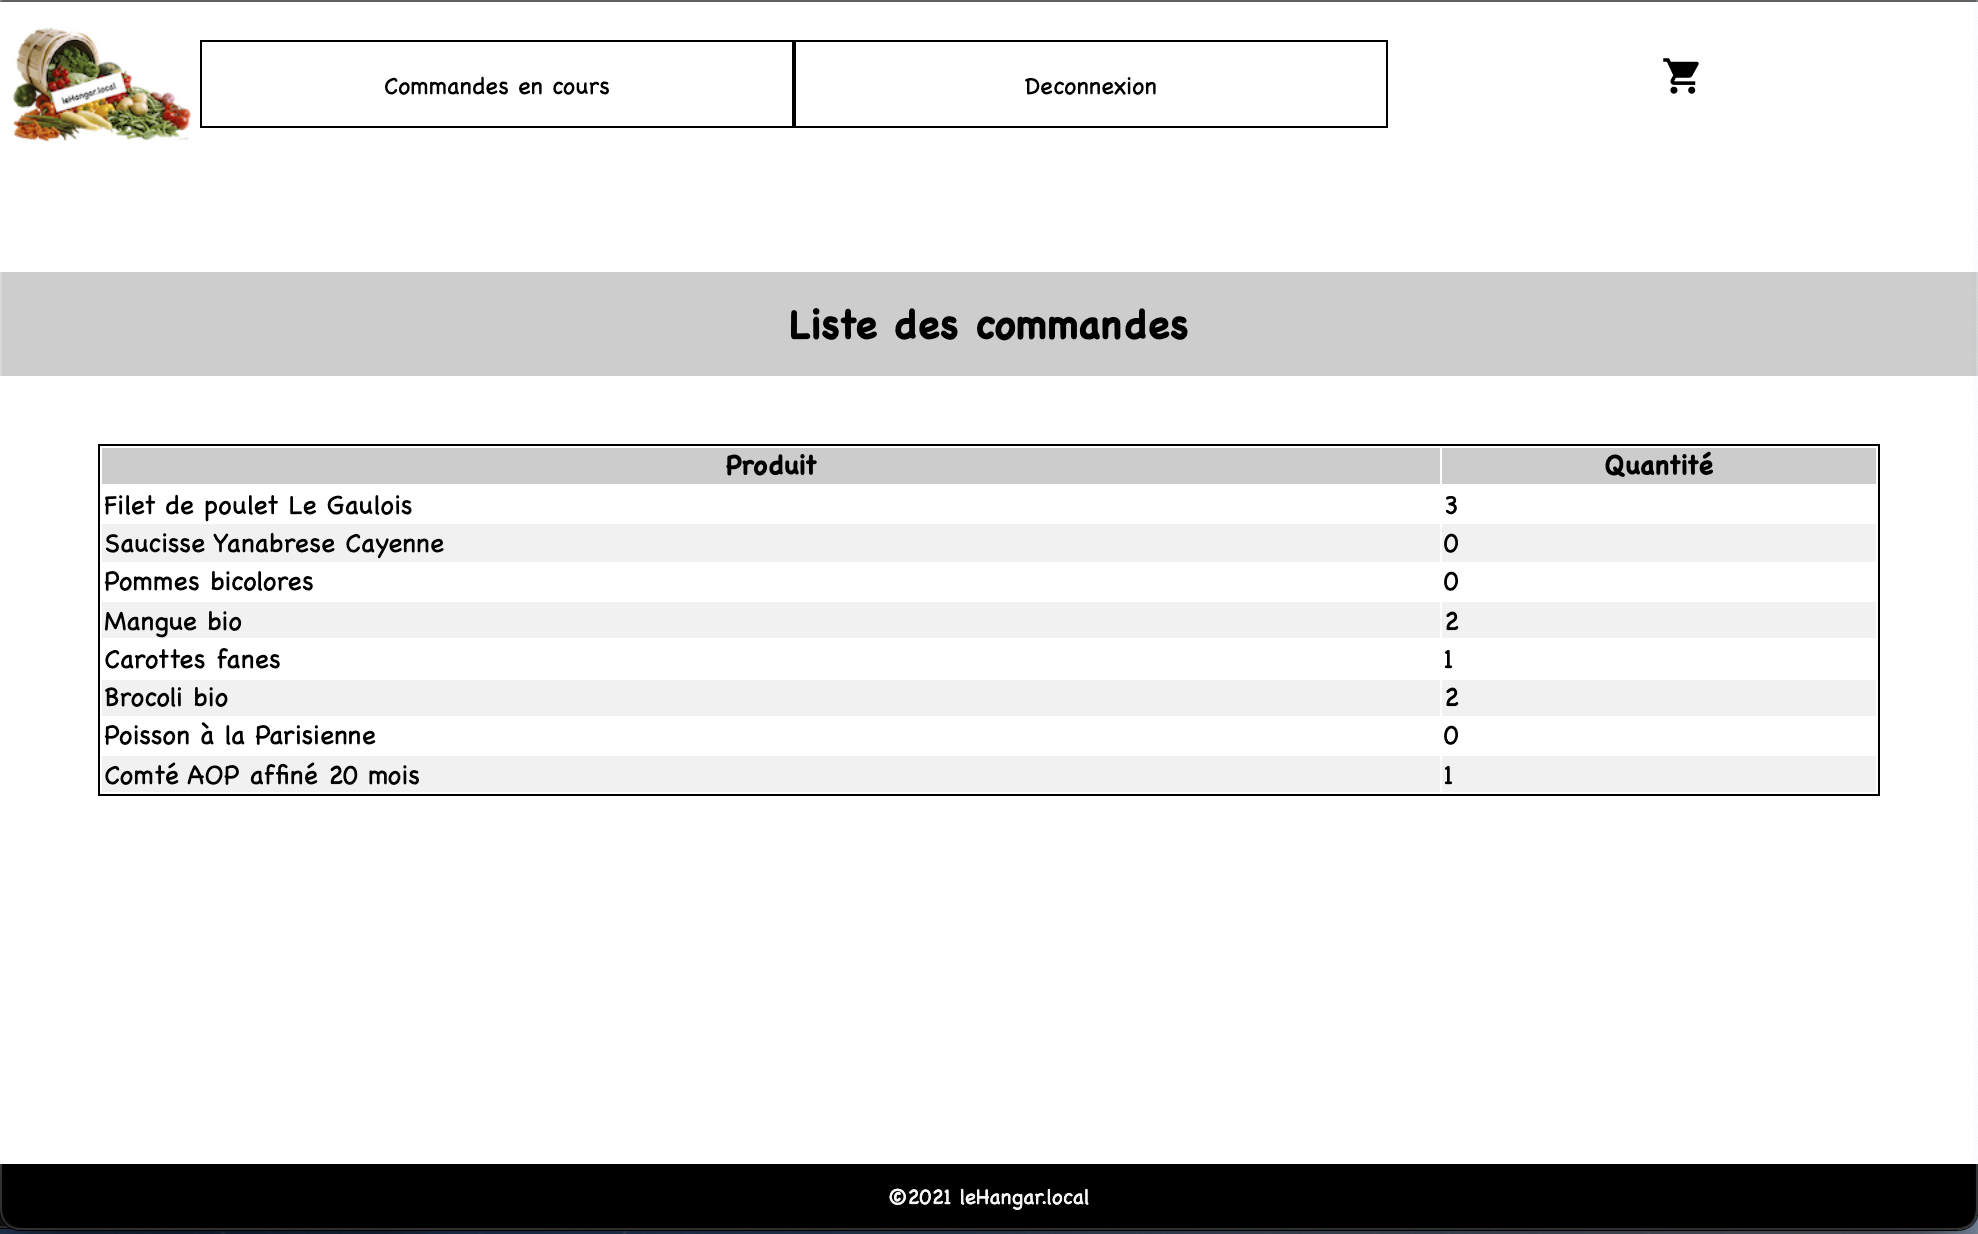 leHangar.local
Commandes en cours
Deconnexion
Liste des commandes
Produit Quantité
Filet de poulet Le Gaulois 3
Saucisse Yanabrese Cayenne 0
Pommes bicolores 0
Mangue bio 2
Carottes fanes 1
Brocoli bio 2
Poisson à la Parisienne 0
Comté AOP affiné 20 mois 1
©2021 leHangar.local